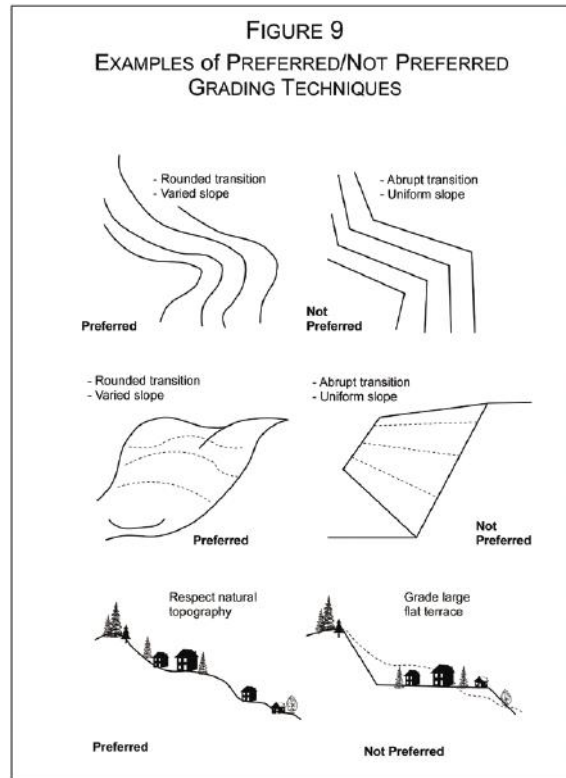 FIGURE 9
EXAMPLES of PREFERRED/NOT PREFERRED
GRADING TECHNIQUES
- Rounded transition
- Varied slope
Preferred
- Abrupt transition
- Uniform slope
Not
Preferred
- Rounded transition
- Varied slope
Preferred
- Abrupt transition
- Uniform slope
Not
Preferred
Respect natural
topography
Preferred
Grade large
flat terrace
Not Preferred